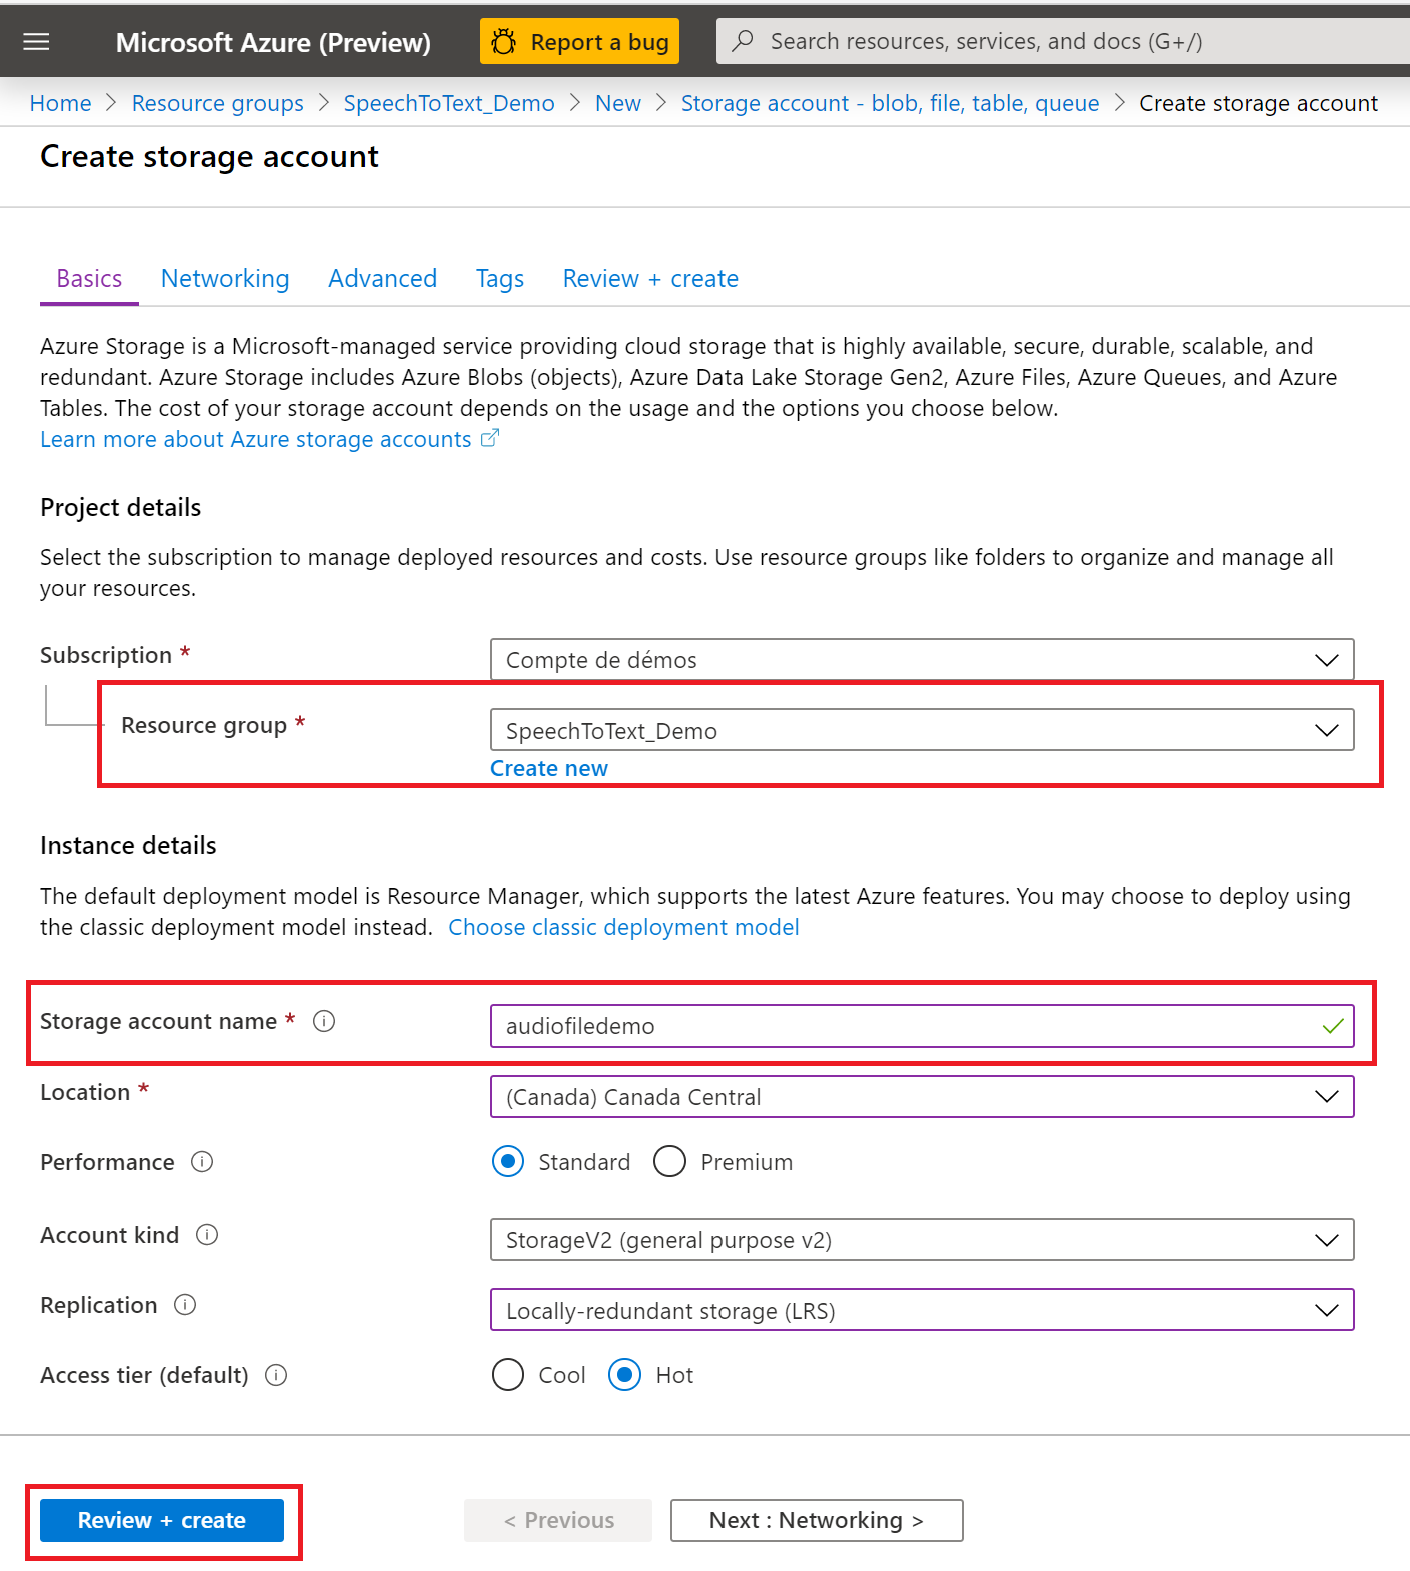 Microsoft Azure (Preview)
Report a bug
Search resources, services, and docs (G+/)
Home > Resource groups > SpeechToText_Demo > New > Storage account - blob, file, table, queue > Create storage account
Create storage account
Basics Networking Advanced Tags Review + create
Azure Storage is a Microsoft-managed service providing cloud storage that is highly available, secure, durable, scalable, and
redundant. Azure Storage includes Azure Blobs (objects), Azure Data Lake Storage Gen2, Azure Files, Azure Queues, and Azure
Tables. The cost of your storage account depends on the usage and the options you choose below.
Learn more about Azure storage accounts
Project details
Select the subscription to manage deployed resources and costs. Use resource groups like folders to organize and manage all
your resources.
Subscription *
Compte de démos
Resource group *
SpeechToText_Demo
Create new
Instance details
The default deployment model is Resource Manager, which supports the latest Azure features. You may choose to deploy using
the classic deployment model instead. Choose classic deployment model
Storage account name *
audiofiledemo
Location *
(Canada) Canada Central
Performance
Standard Premium
Account kind
StorageV2 (general purpose v2)
Replication
Locally-redundant storage (LRS)
Access tier (default)
Cool Hot
Review + create
< Previous
Next : Networking >